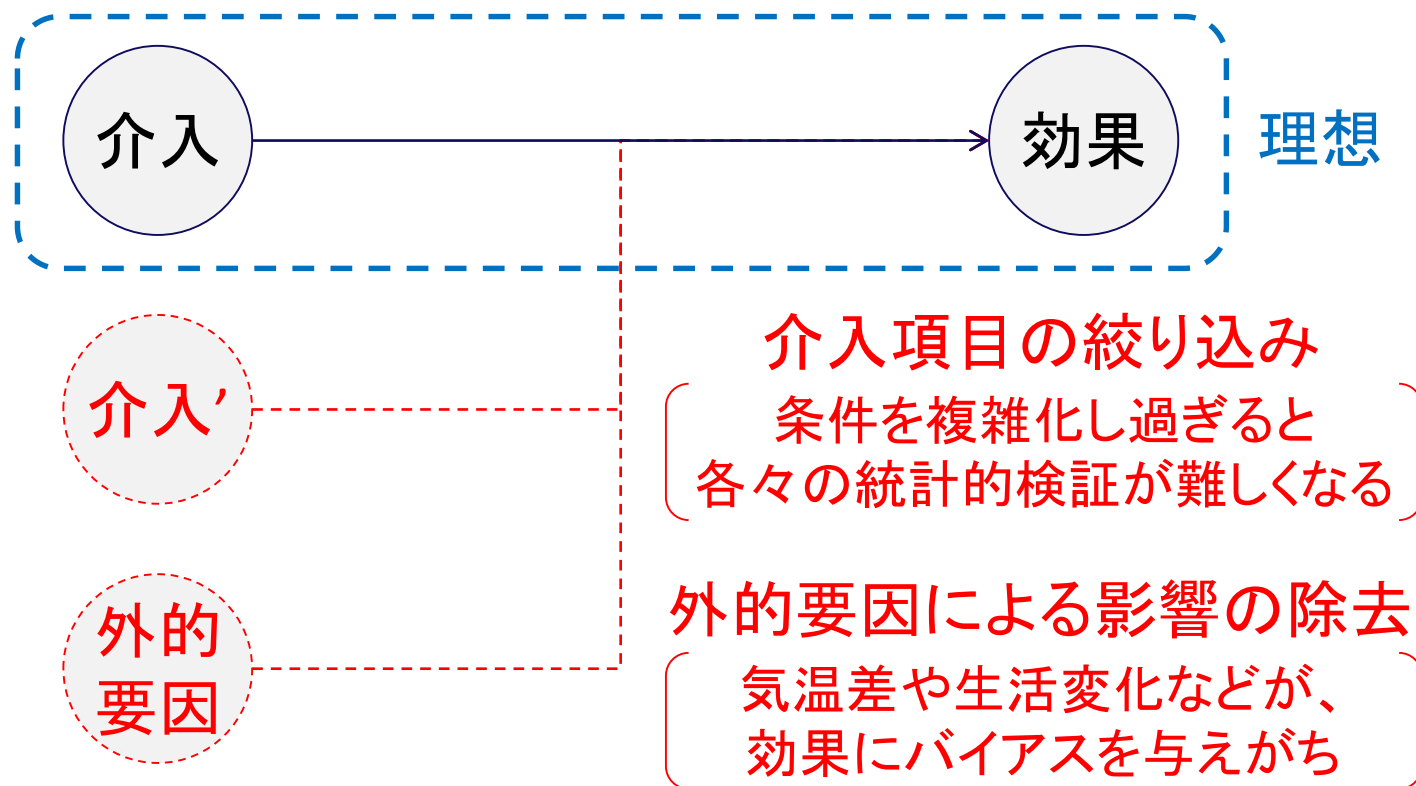 介入
効果
理想
介入’
介入項目の絞り込み
条件を複雑化し過ぎると
各々の統計的検証が難しくなる
外的
要因
外的要因による影響の除去
気温差や生活変化などが、
効果にバイアスを与えがち